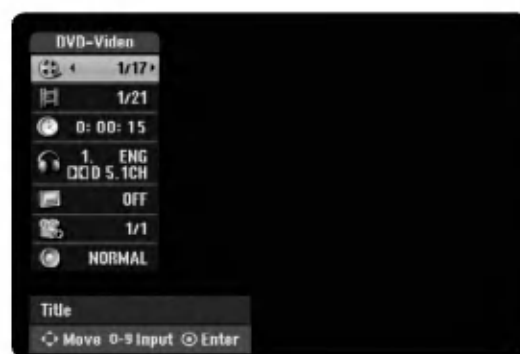 DVD-Video
1/17
1/21
0: 00: 15
1. ENG
D 5.1CH
OFF
1/1
NORMAL
Title
Move 0-9 Input Enter